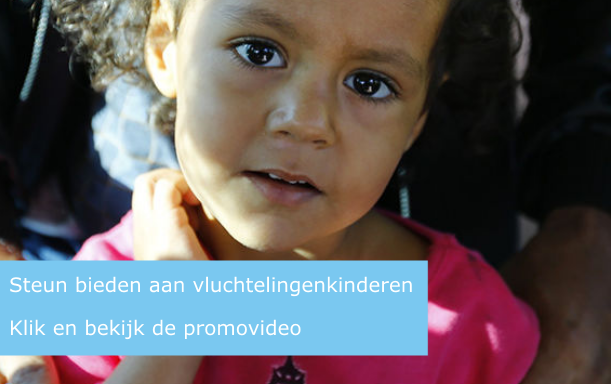 Steun bieden aan vluchtelingenkinderen
Klik en bekijk de promovideo